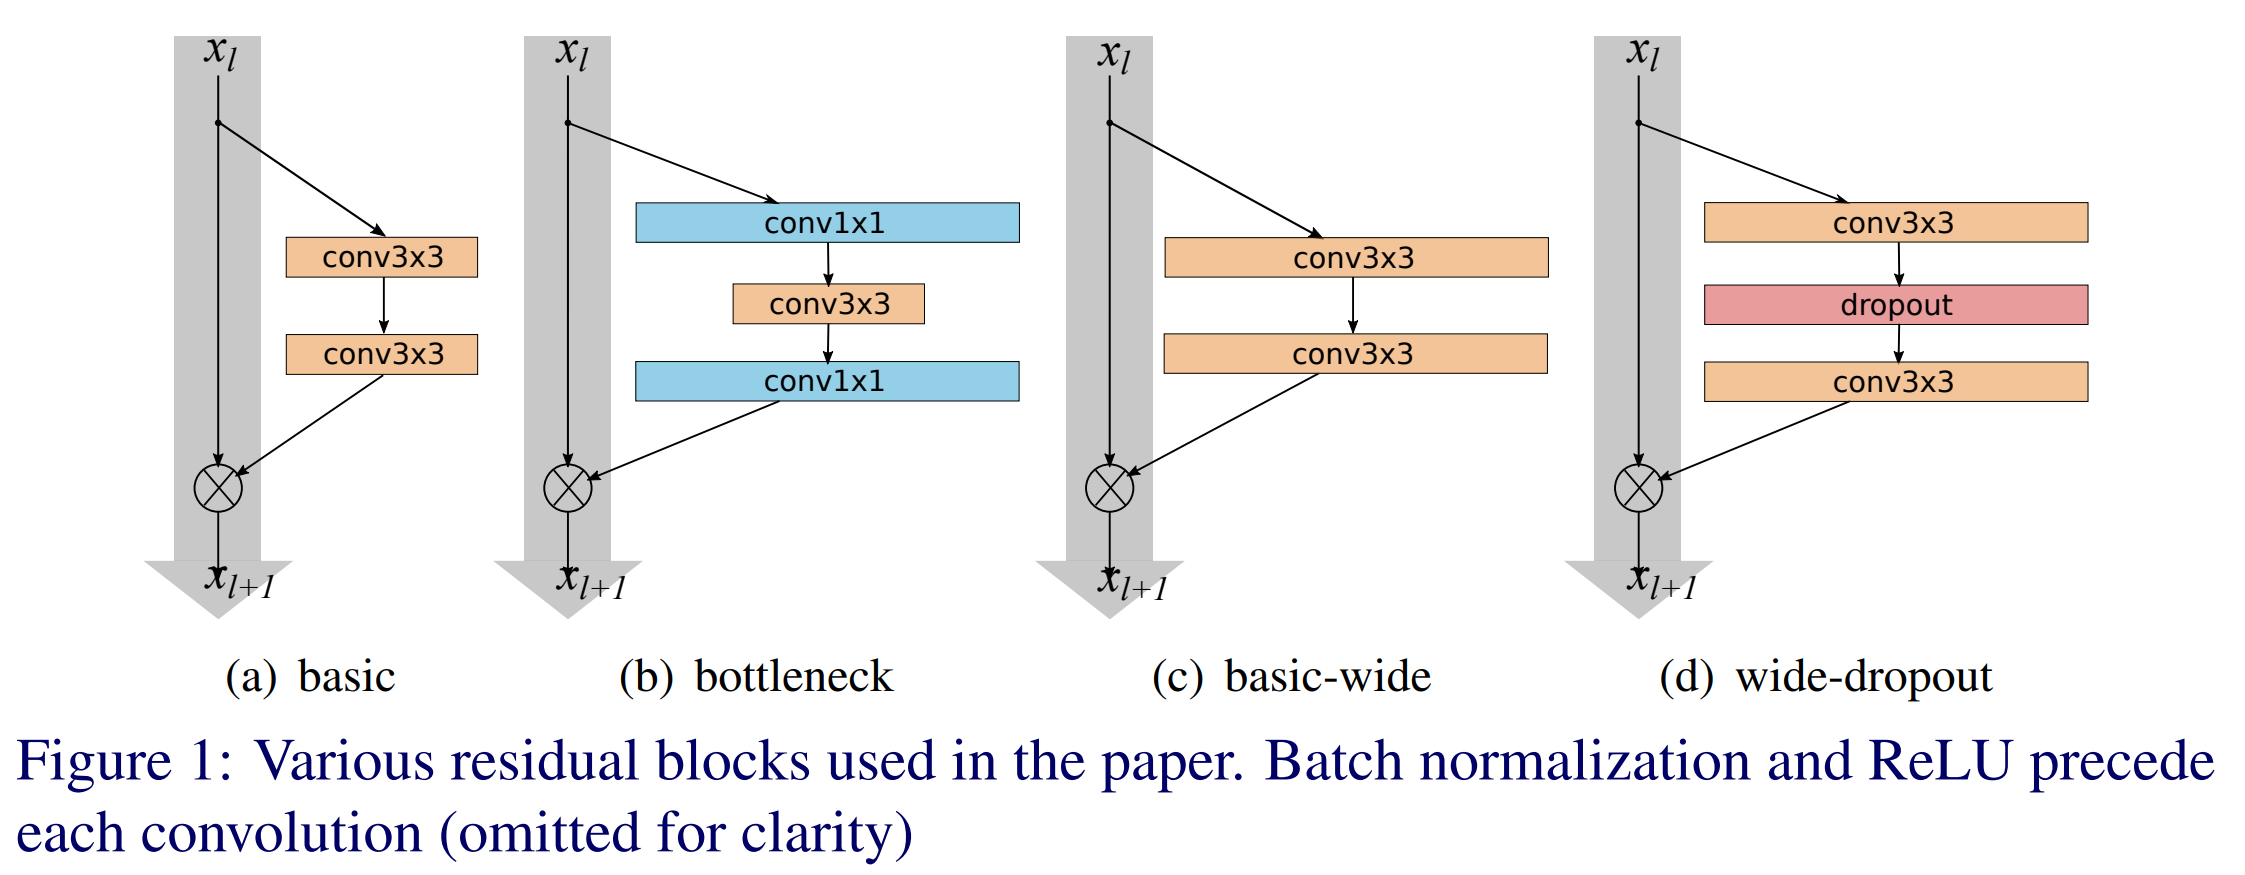 x_l x_l x_l x_l
conv3x3 conv1x1 conv3x3 conv3x3
conv3x3 dropout
conv3x3 conv1x1 conv3x3 conv3x3
x_{l+1} x_{l+1} x_{l+1} x_{l+1}
(a) basic (b) bottleneck (c) basic-wide (d) wide-dropout
Figure 1: Various residual blocks used in the paper. Batch normalization and ReLU precede
each convolution (omitted for clarity)